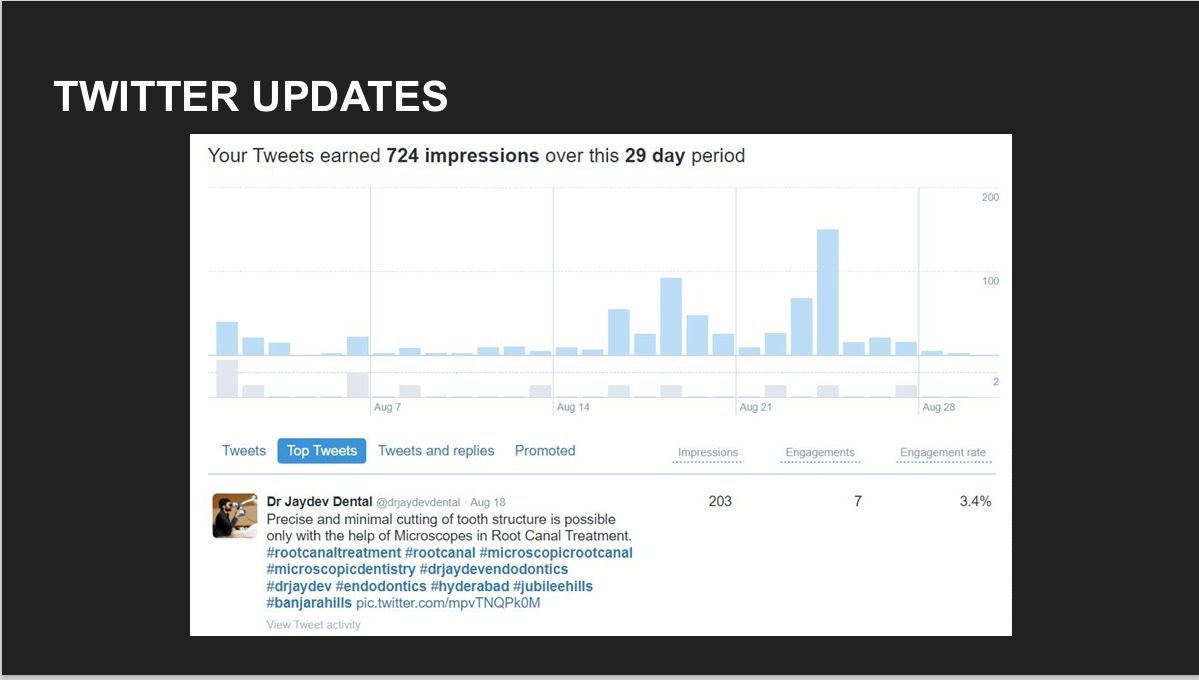 TWITTER UPDATES
Your Tweets earned 724 impressions over this 29 day period
200
100
2
Aug 7 Aug 14 Aug 21 Aug 28
Tweets Top Tweets Tweets and replies Promoted Impressions Engagements Engagement rate
Dr Jaydev Dental @drjaydevdental · Aug 18 203 7 3.4%
Precise and minimal cutting of tooth structure is possible
only with the help of Microscopes in Root Canal Treatment.
#rootcanaltreatment #rootcanal #microscopicrootcanal
#microscopicdentistry #drjaydevendodontics
#drjaydev #endodontics #hyderabad #jubileehills
#banjarahills pic.twitter.com/mpvTNQPk0M
View Tweet activity